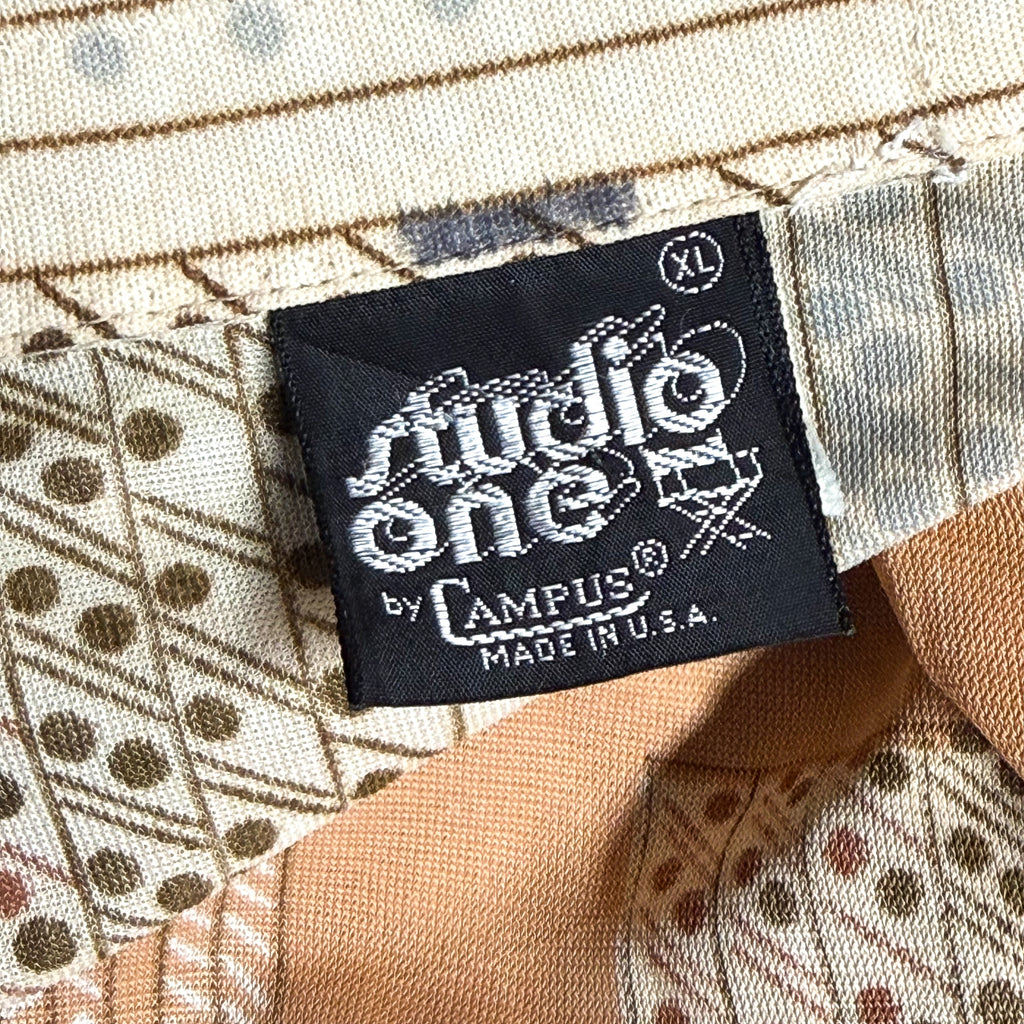 XL
studio
one
by CAMPUS®
MADE IN U.S.A.